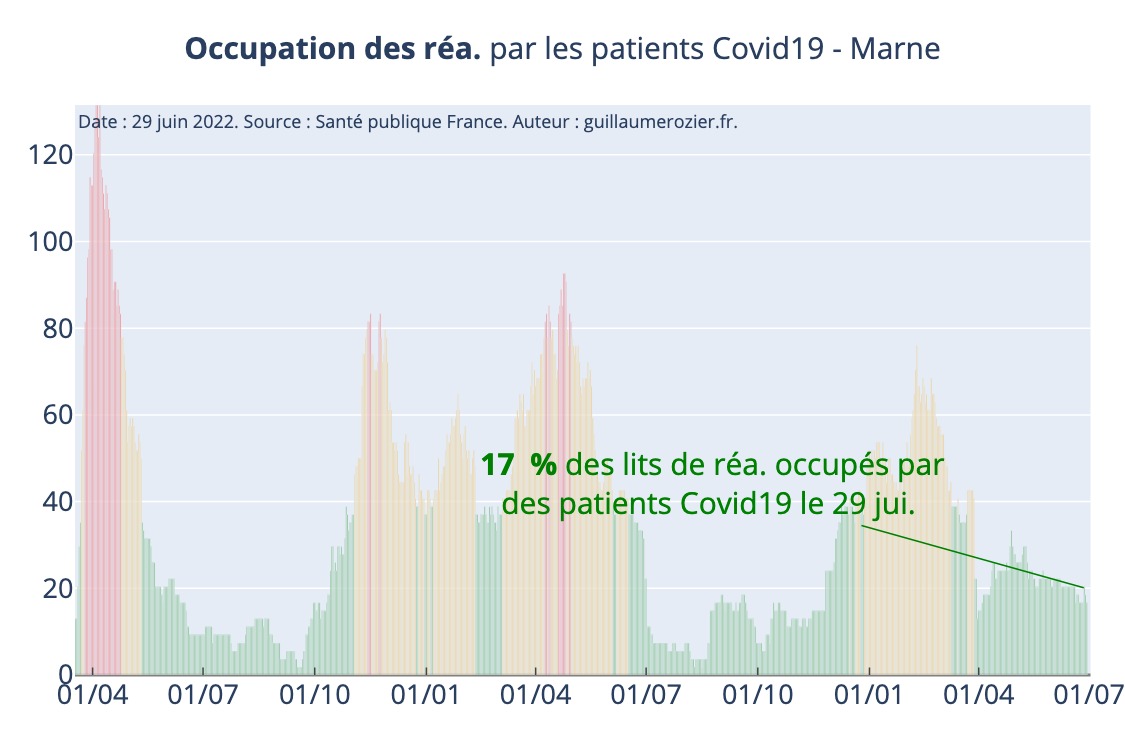 Occupation des réa. par les patients Covid19 - Marne
Date : 29 juin 2022. Source : Santé publique France. Auteur : guillaumerozier.fr.
120
100
80
60
17 % des lits de réa. occupés par
des patients Covid19 le 29 jui.
40
20
0
01/04 01/07 01/10 01/01 01/04 01/07 01/10 01/01 01/04 01/07